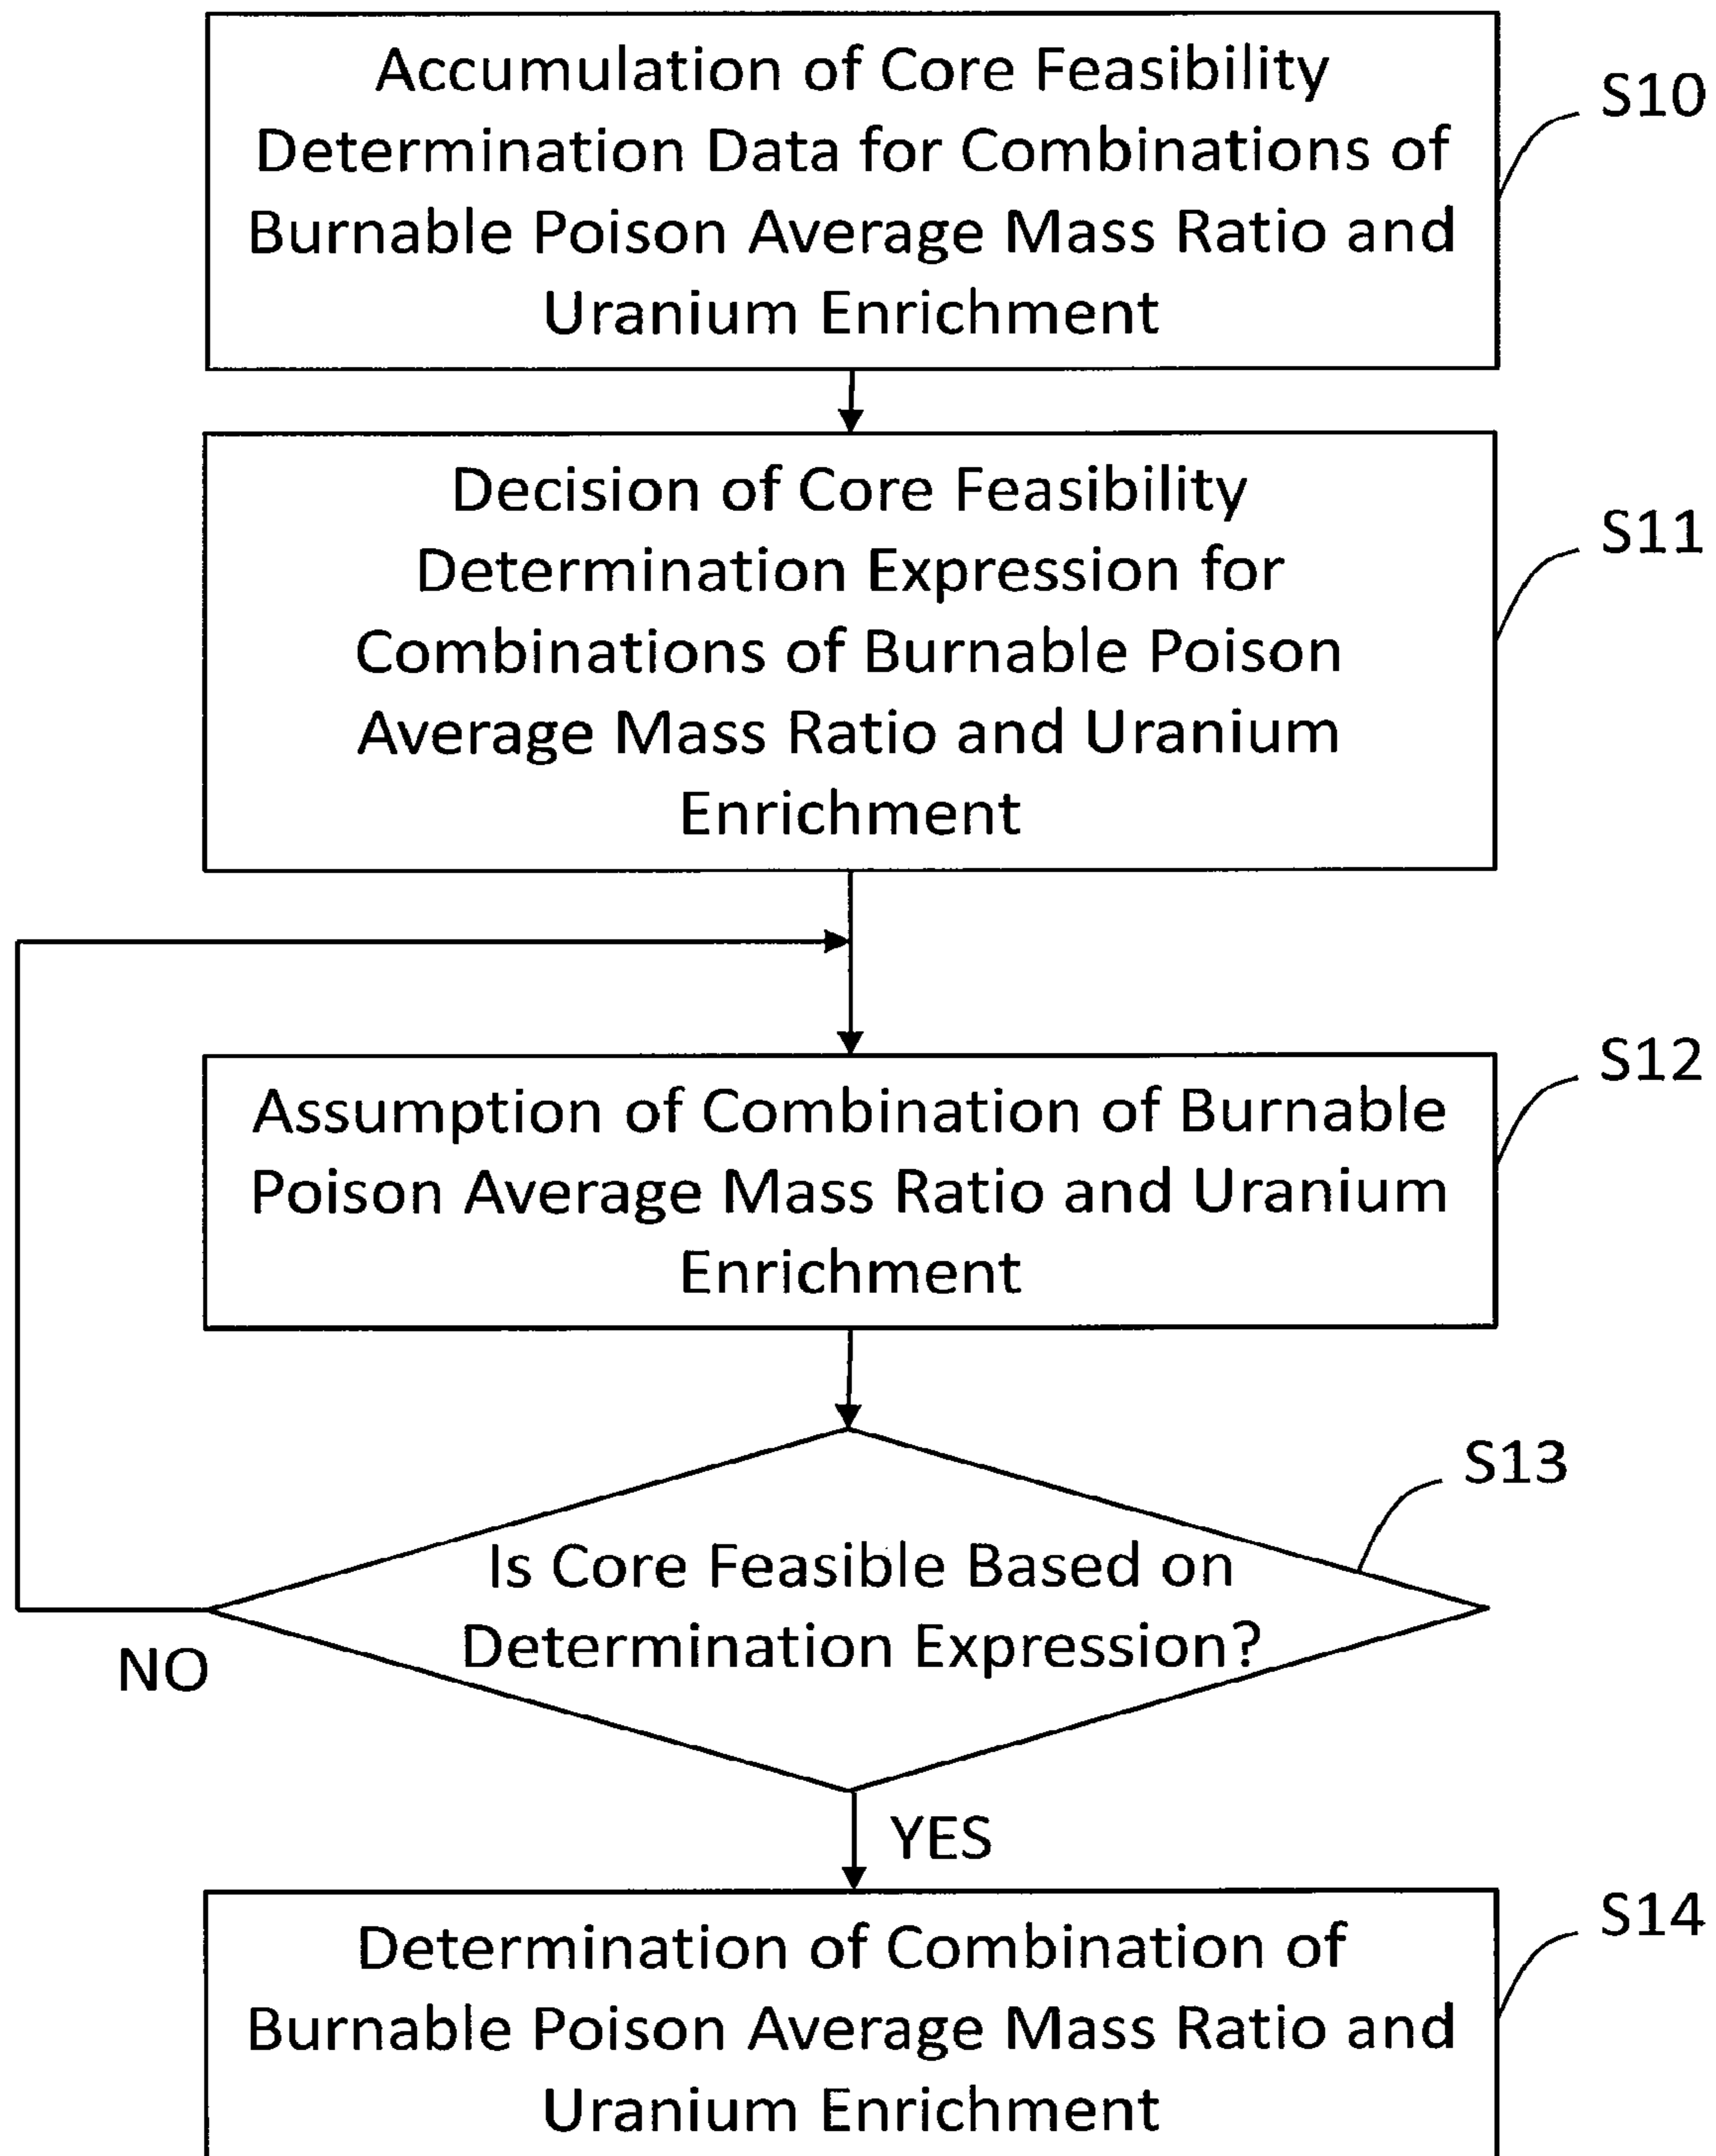 Accumulation of Core Feasibility
Determination Data for Combinations of
Burnable Poison Average Mass Ratio and
Uranium Enrichment
S10
Decision of Core Feasibility
Determination Expression for
Combinations of Burnable Poison
Average Mass Ratio and Uranium
Enrichment
S11
Assumption of Combination of Burnable
Poison Average Mass Ratio and Uranium
Enrichment
S12
Is Core Feasible Based on
Determination Expression?
S13
NO
YES
Determination of Combination of
Burnable Poison Average Mass Ratio and
Uranium Enrichment
S14